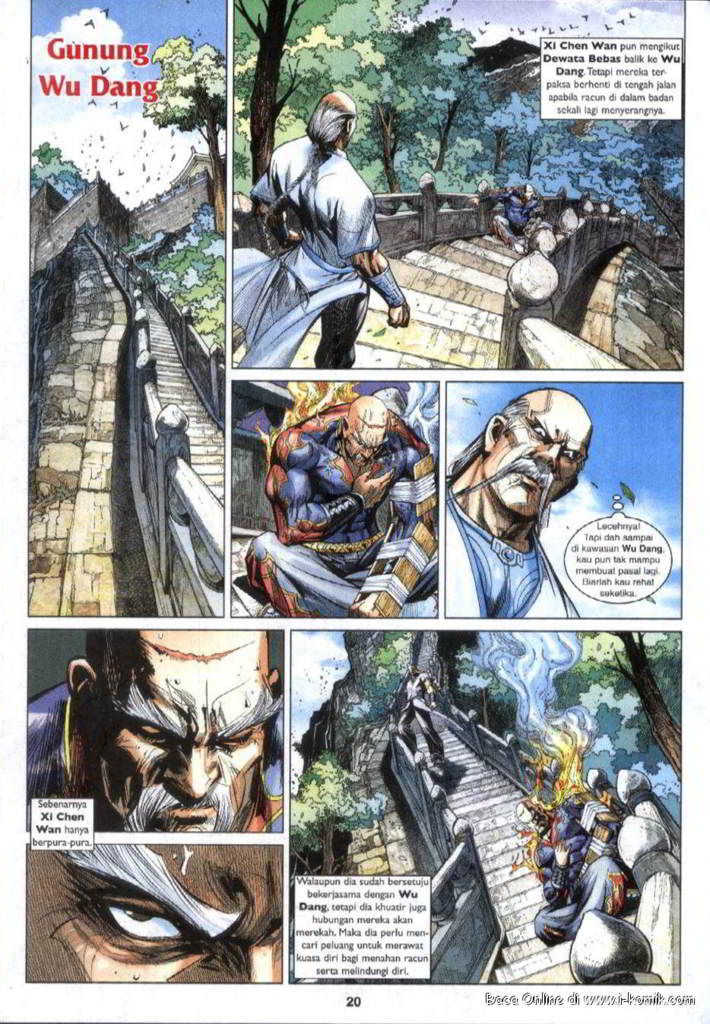 Gunung
Wu Dang
Xi Chen Wan pun mengikut
Dewata Bebas balik ke Wu
Dang. Tetapi mereka ter-
paksa berhenti di tengah jalan
apabila racun di dalam badan
sekali lagi menyerangnya.
Lecehnya!
Tapi dah sampai
di kawasan Wu Dang,
kau pun tak mampu
membuat pasal lagi.
Biarlah kau rehat
seketika.
Sebenarnya
Xi Chen
Wan hanya
berpura-pura.
Walaupun dia sudah bersetuju
bekerjasama dengan Wu
Dang, tetapi dia khuatir juga
hubungan mereka akan
merekah. Maka dia perlu men-
cari peluang untuk merawat
kuasa diri bagi menahan racun
serta melindungi diri.
20
Baca Online di www.i-komik.com